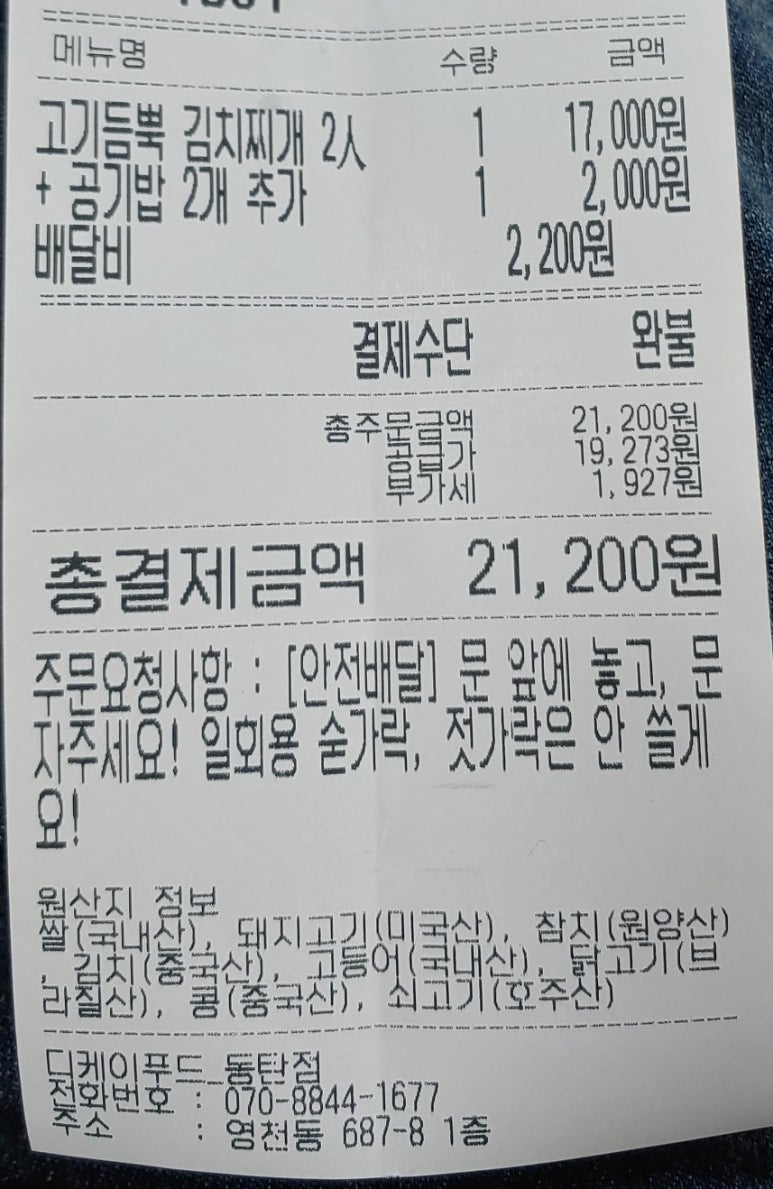 메뉴명 수량 금액
고기듬뿍 김치찌개 2人 1 17,000원
+ 공기밥 2개 추가 1 2,000원
배달비 2,200원
결제수단 완불
총주문금액 21,200원
공급가 19,273원
부가세 1,927원
총결제금액 21,200원
주문요청사항 : [안전배달] 문 앞에 놓고, 문
자주세요! 일회용 숟가락, 젓가락은 안 쓸게
요!
원산지 정보
쌀(국내산), 돼지고기(미국산), 참치(원양산)
, 김치(중국산), 고등어(국내산), 닭고기(브
라질산), 콩(중국산), 쇠고기(호주산)
디케이푸드_동탄점
전화번호 : 070-8844-1677
주소 : 영천동 687-8 1층